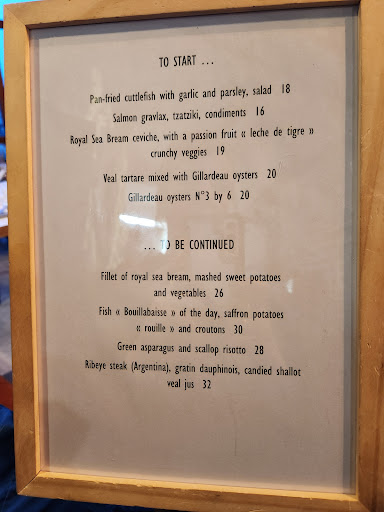 TO START ...
Pan-fried cuttlefish with garlic and parsley, salad 18
Salmon gravlax, tzatziki, condiments 16
Royal Sea Bream ceviche, with a passion fruit « leche de tigre »
crunchy veggies 19
Veal tartare mixed with Gillardeau oysters 20
Gillardeau oysters N°3 by 6 20
... TO BE CONTINUED
Fillet of royal sea bream, mashed sweet potatoes
and vegetables 26
Fish « Bouillabaisse » of the day, saffron potatoes
« rouille » and croutons 30
Green asparagus and scallop risotto 28
Ribeye steak (Argentina), gratin dauphinois, candied shallot
veal jus 32